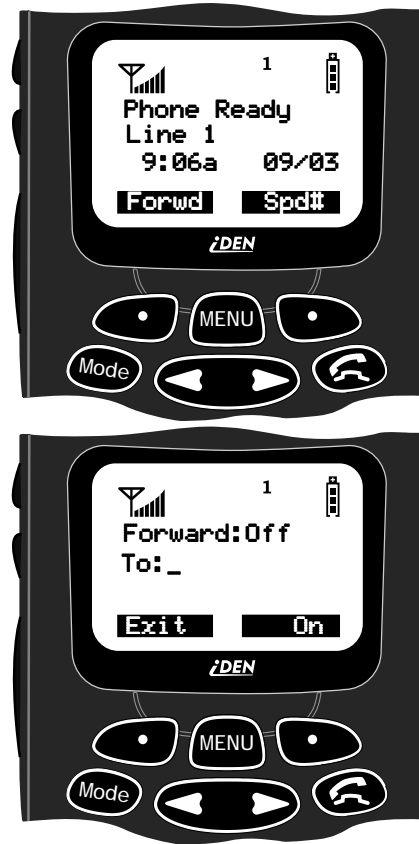 1
Phone Ready
Line 1
9:06a 09/03
Forwd Spd#
iDEN
MENU
Mode
1
Forward:Off
To:_
Exit On
iDEN
MENU
Mode